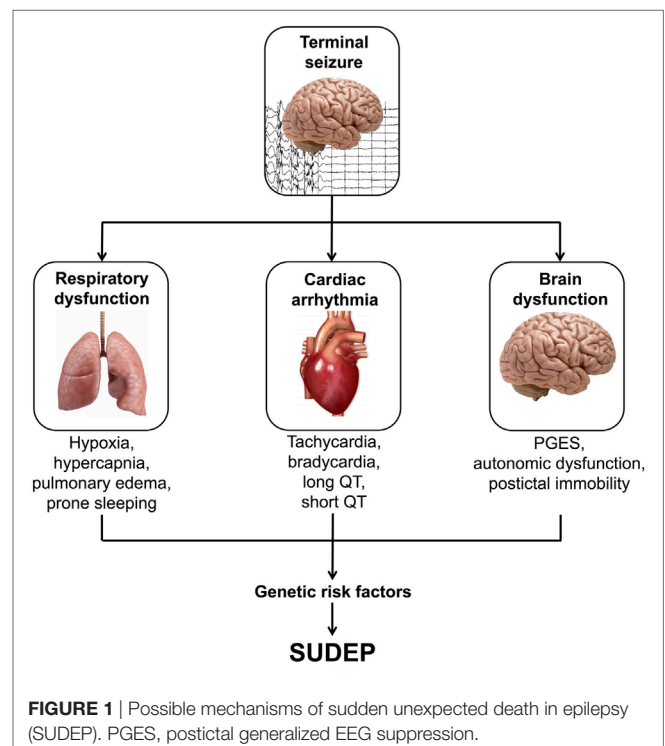 Terminal
seizure
Respiratory
dysfunction
Cardiac
arrhythmia
Brain
dysfunction
Hypoxia,
hypercapnia,
pulmonary edema,
prone sleeping
Tachycardia,
bradycardia,
long QT,
short QT
PGES,
autonomic dysfunction,
postictal immobility
Genetic risk factors
SUDEP
FIGURE 1 | Possible mechanisms of sudden unexpected death in epilepsy
(SUDEP). PGES, postictal generalized EEG suppression.